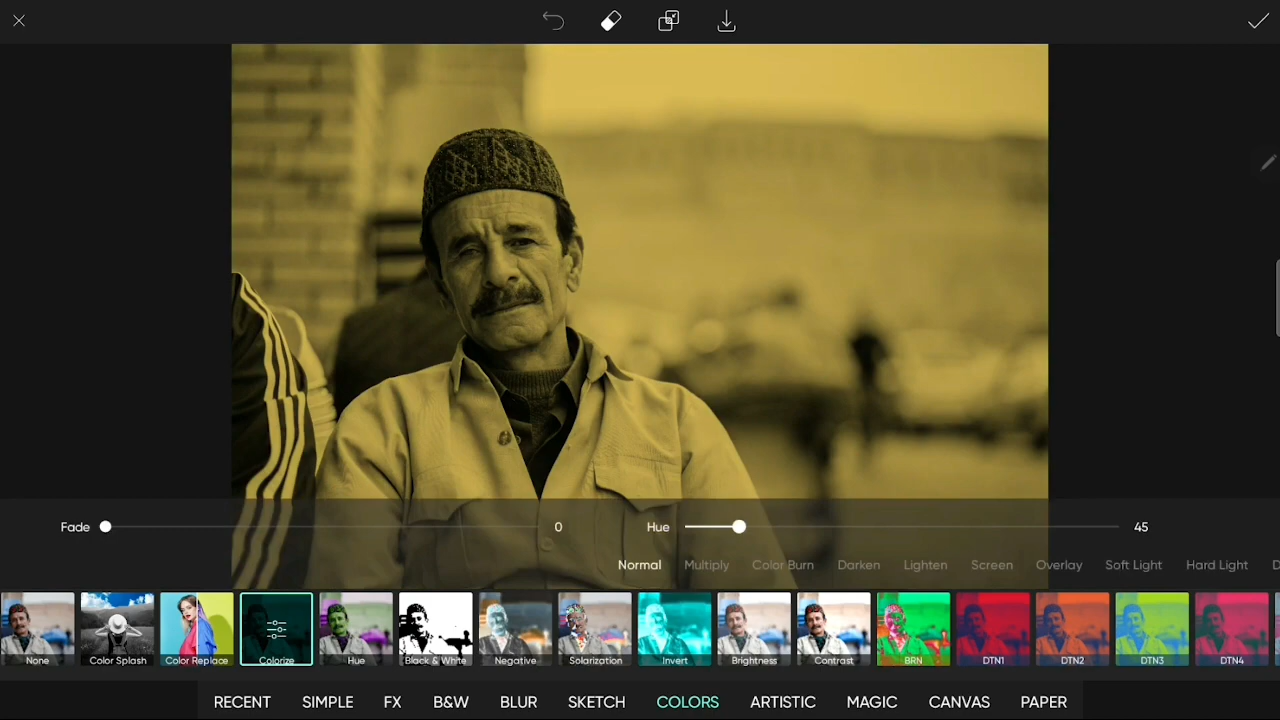 Fade 0 Hue 45
Normal Multiply Color Burn Darken Lighten Screen Overlay Soft Light Hard Light
None Color Splash Color Replace Colorize Hue Black & White Negative Solarization Invert Brightness Contrast BRN DTN1 DTN2 DTN3 DTN4
RECENT SIMPLE FX B&W BLUR SKETCH COLORS ARTISTIC MAGIC CANVAS PAPER